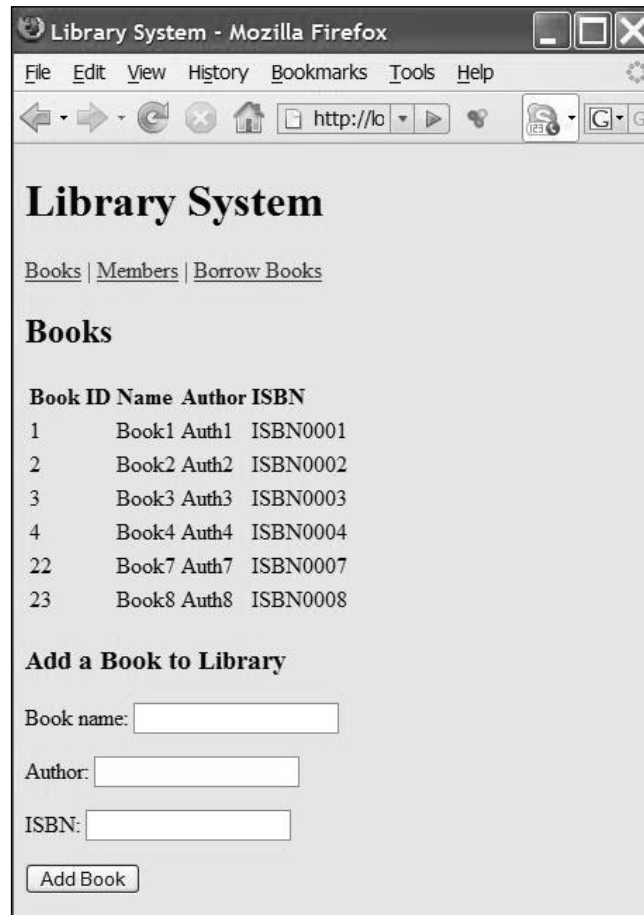 Library System - Mozilla Firefox
File Edit View History Bookmarks Tools Help
http://lo 123 G G
Library System
Books | Members | Borrow Books
Books
Book ID Name Author ISBN
1 Book1 Auth1 ISBN0001
2 Book2 Auth2 ISBN0002
3 Book3 Auth3 ISBN0003
4 Book4 Auth4 ISBN0004
22 Book7 Auth7 ISBN0007
23 Book8 Auth8 ISBN0008
Add a Book to Library
Book name:
Author:
ISBN:
Add Book